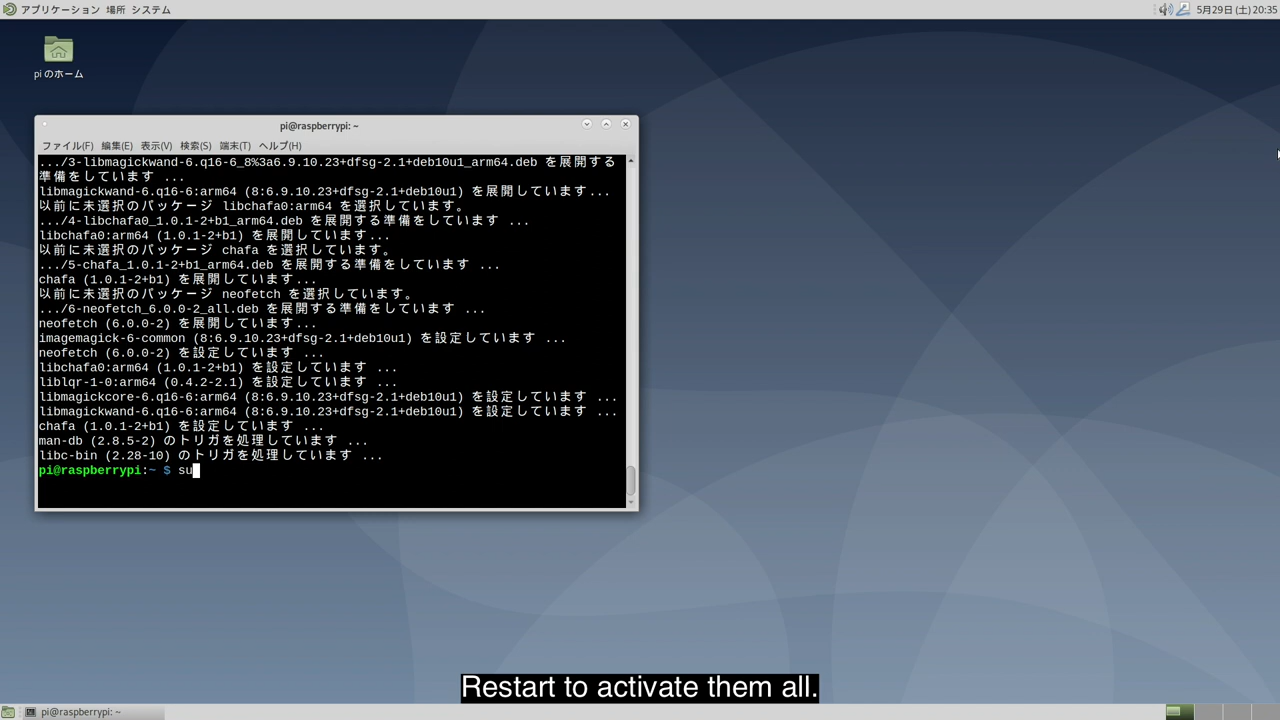 アプリケーション 場所 システム
5月29日 (土) 20:35
pi のホーム
pi@raspberrypi: ~
ファイル(F) 編集(E) 表示(V) 検索(S) 端末(T) ヘルプ(H)
.../3-libmagickwand-6.q16-6_8%3a6.9.10.23+dfsg-2.1+deb10u1_arm64.deb を展開する
準備をしています ...
libmagickwand-6.q16-6:arm64 (8:6.9.10.23+dfsg-2.1+deb10u1) を展開しています...
以前に未選択のパッケージ libchafa0:arm64 を選択しています。
.../4-libchafa0_1.0.1-2+b1_arm64.deb を展開する準備をしています ...
libchafa0:arm64 (1.0.1-2+b1) を展開しています...
以前に未選択のパッケージ chafa を選択しています。
.../5-chafa_1.0.1-2+b1_arm64.deb を展開する準備をしています ...
chafa (1.0.1-2+b1) を展開しています...
以前に未選択のパッケージ neofetch を選択しています。
.../6-neofetch_6.0.0-2_all.deb を展開する準備をしています ...
neofetch (6.0.0-2) を展開しています...
imagemagick-6-common (8:6.9.10.23+dfsg-2.1+deb10u1) を設定しています ...
neofetch (6.0.0-2) を設定しています ...
libchafa0:arm64 (1.0.1-2+b1) を設定しています ...
liblqr-1-0:arm64 (0.4.2-2.1) を設定しています ...
libmagickcore-6.q16-6:arm64 (8:6.9.10.23+dfsg-2.1+deb10u1) を設定しています ...
libmagickwand-6.q16-6:arm64 (8:6.9.10.23+dfsg-2.1+deb10u1) を設定しています ...
chafa (1.0.1-2+b1) を設定しています ...
man-db (2.8.5-2) のトリガを処理しています ...
libc-bin (2.28-10) のトリガを処理しています ...
pi@raspberrypi:~ $ su
Restart to activate them all.
pi@raspberrypi: ~